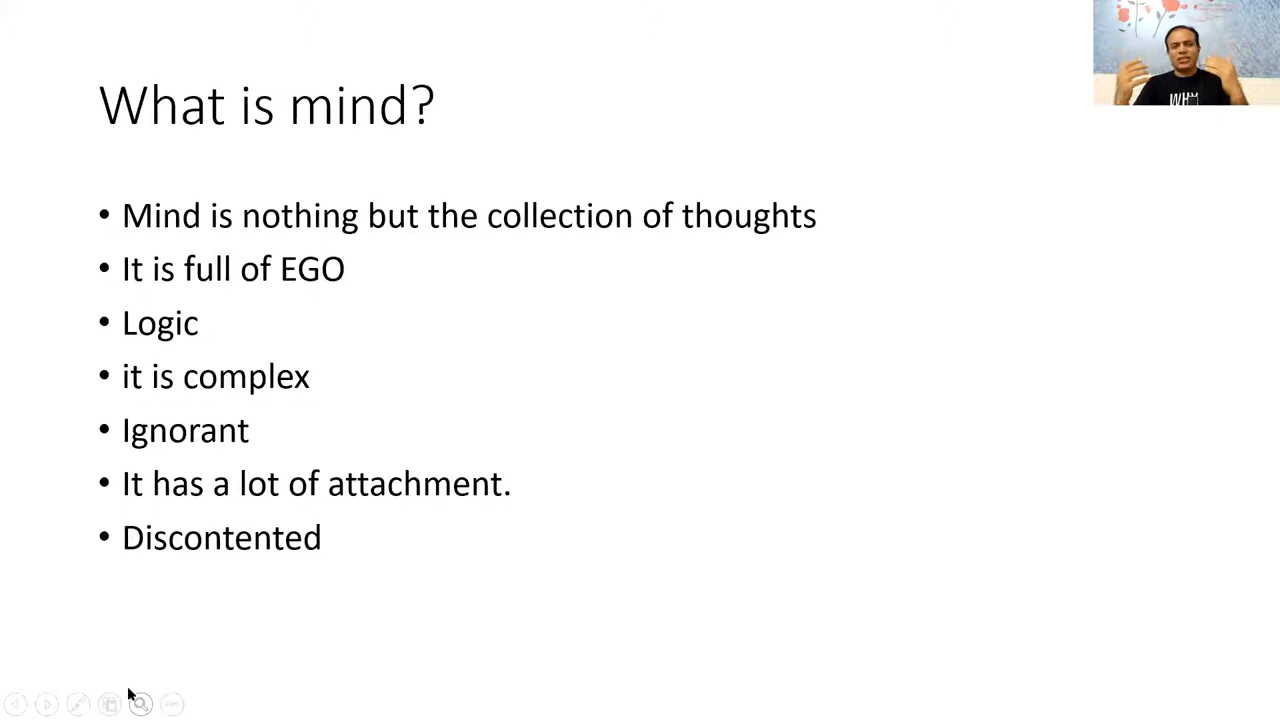 What is mind?
• Mind is nothing but the collection of thoughts
• It is full of EGO
• Logic
• it is complex
• Ignorant
• It has a lot of attachment.
• Discontented